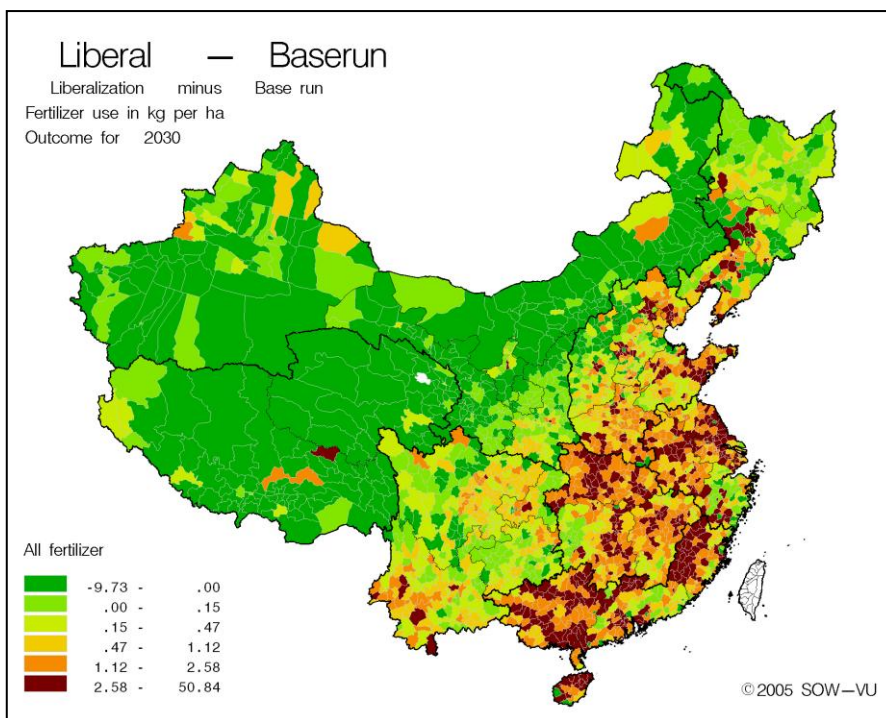 Liberal — Baserun
Liberalization minus Base run
Fertilizer use in kg per ha
Outcome for 2030
All fertilizer
-9.73 - .00
.00 - .15
.15 - .47
.47 - 1.12
1.12 - 2.58
2.58 - 50.84
©2005 SOW—VU